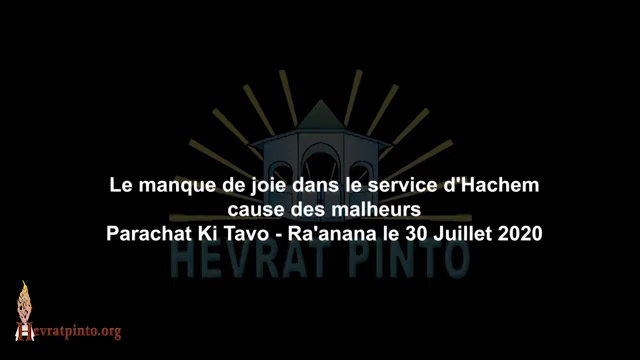 Le manque de joie dans le service d'Hachem
cause des malheurs
Parachat Ki Tavo - Ra'anana le 30 Juillet 2020
HEVRAT PINTO
Hevratpinto.org